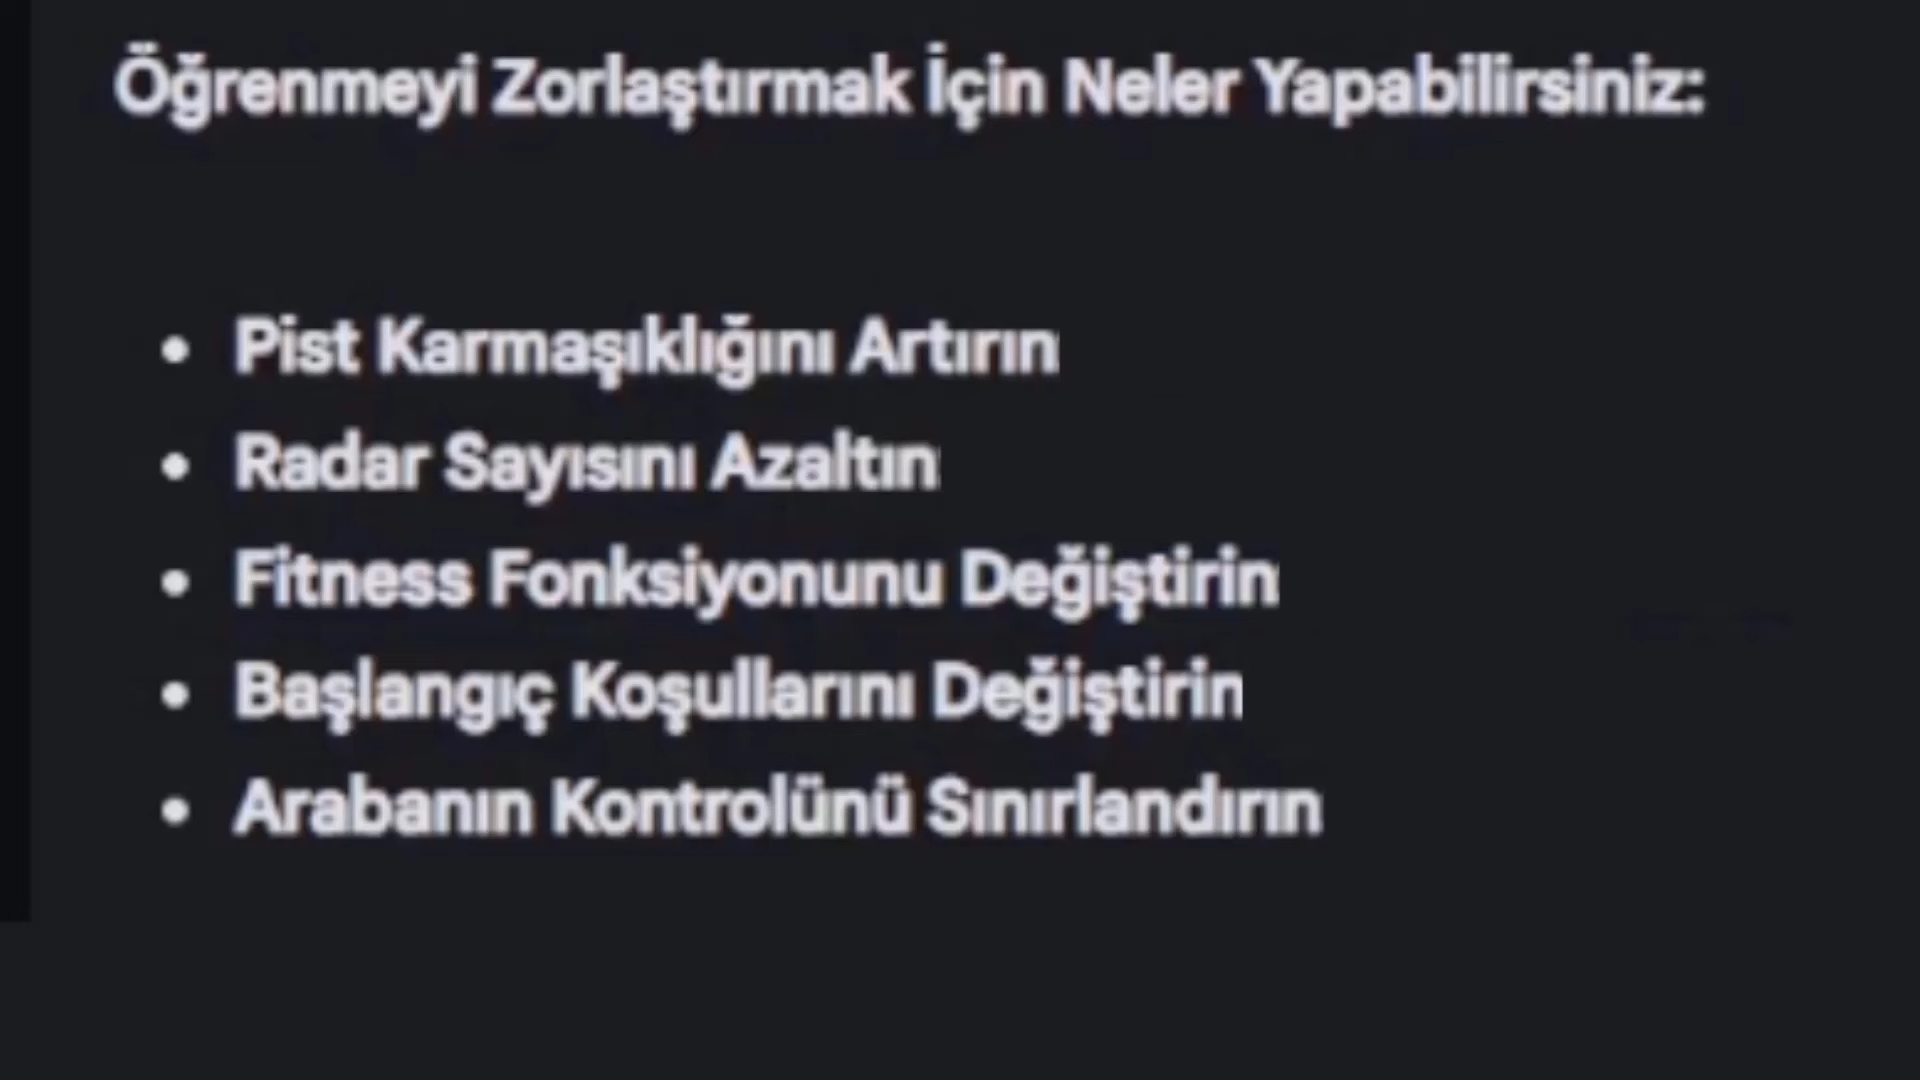 Öğrenmeyi Zorlaştırmak İçin Neler Yapabilirsiniz:
• Pist Karmaşıklığını Artırın
• Radar Sayısını Azaltın
• Fitness Fonksiyonunu Değiştirin
• Başlangıç Koşullarını Değiştirin
• Arabanın Kontrolünü Sınırlandırın